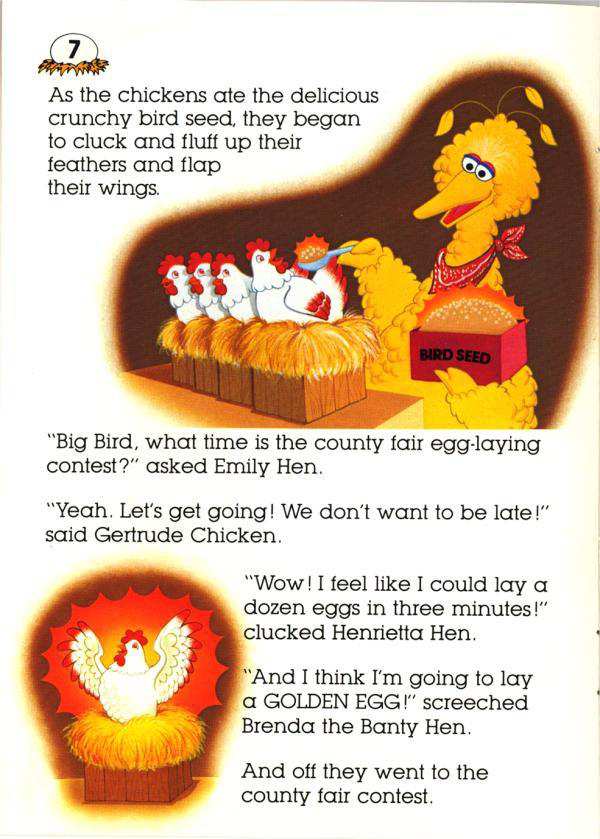 7
As the chickens ate the delicious
crunchy bird seed, they began
to cluck and fluff up their
feathers and flap
their wings.
BIRD SEED
"Big Bird, what time is the county fair egg-laying
contest?" asked Emily Hen.
"Yeah. Let's get going! We don't want to be late!"
said Gertrude Chicken.
"Wow! I feel like I could lay a
dozen eggs in three minutes!"
clucked Henrietta Hen.
"And I think I'm going to lay
a GOLDEN EGG!" screeched
Brenda the Banty Hen.
And off they went to the
county fair contest.